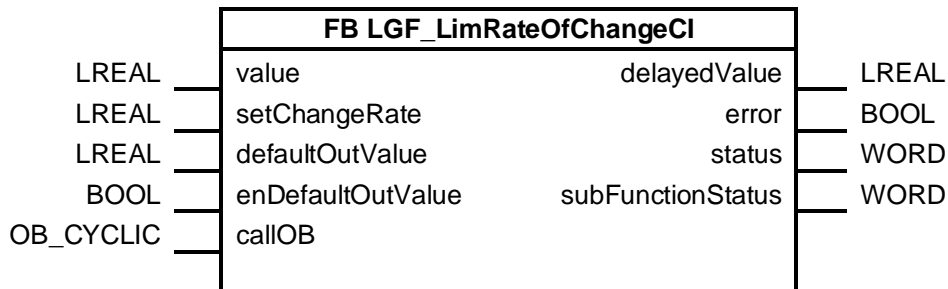 FB LGF_LimRateOfChangeCI
LREAL value delayedValue LREAL
LREAL setChangeRate error BOOL
LREAL defaultOutValue status WORD
BOOL enDefaultOutValue subFunctionStatus WORD
OB_CYCLIC callOB